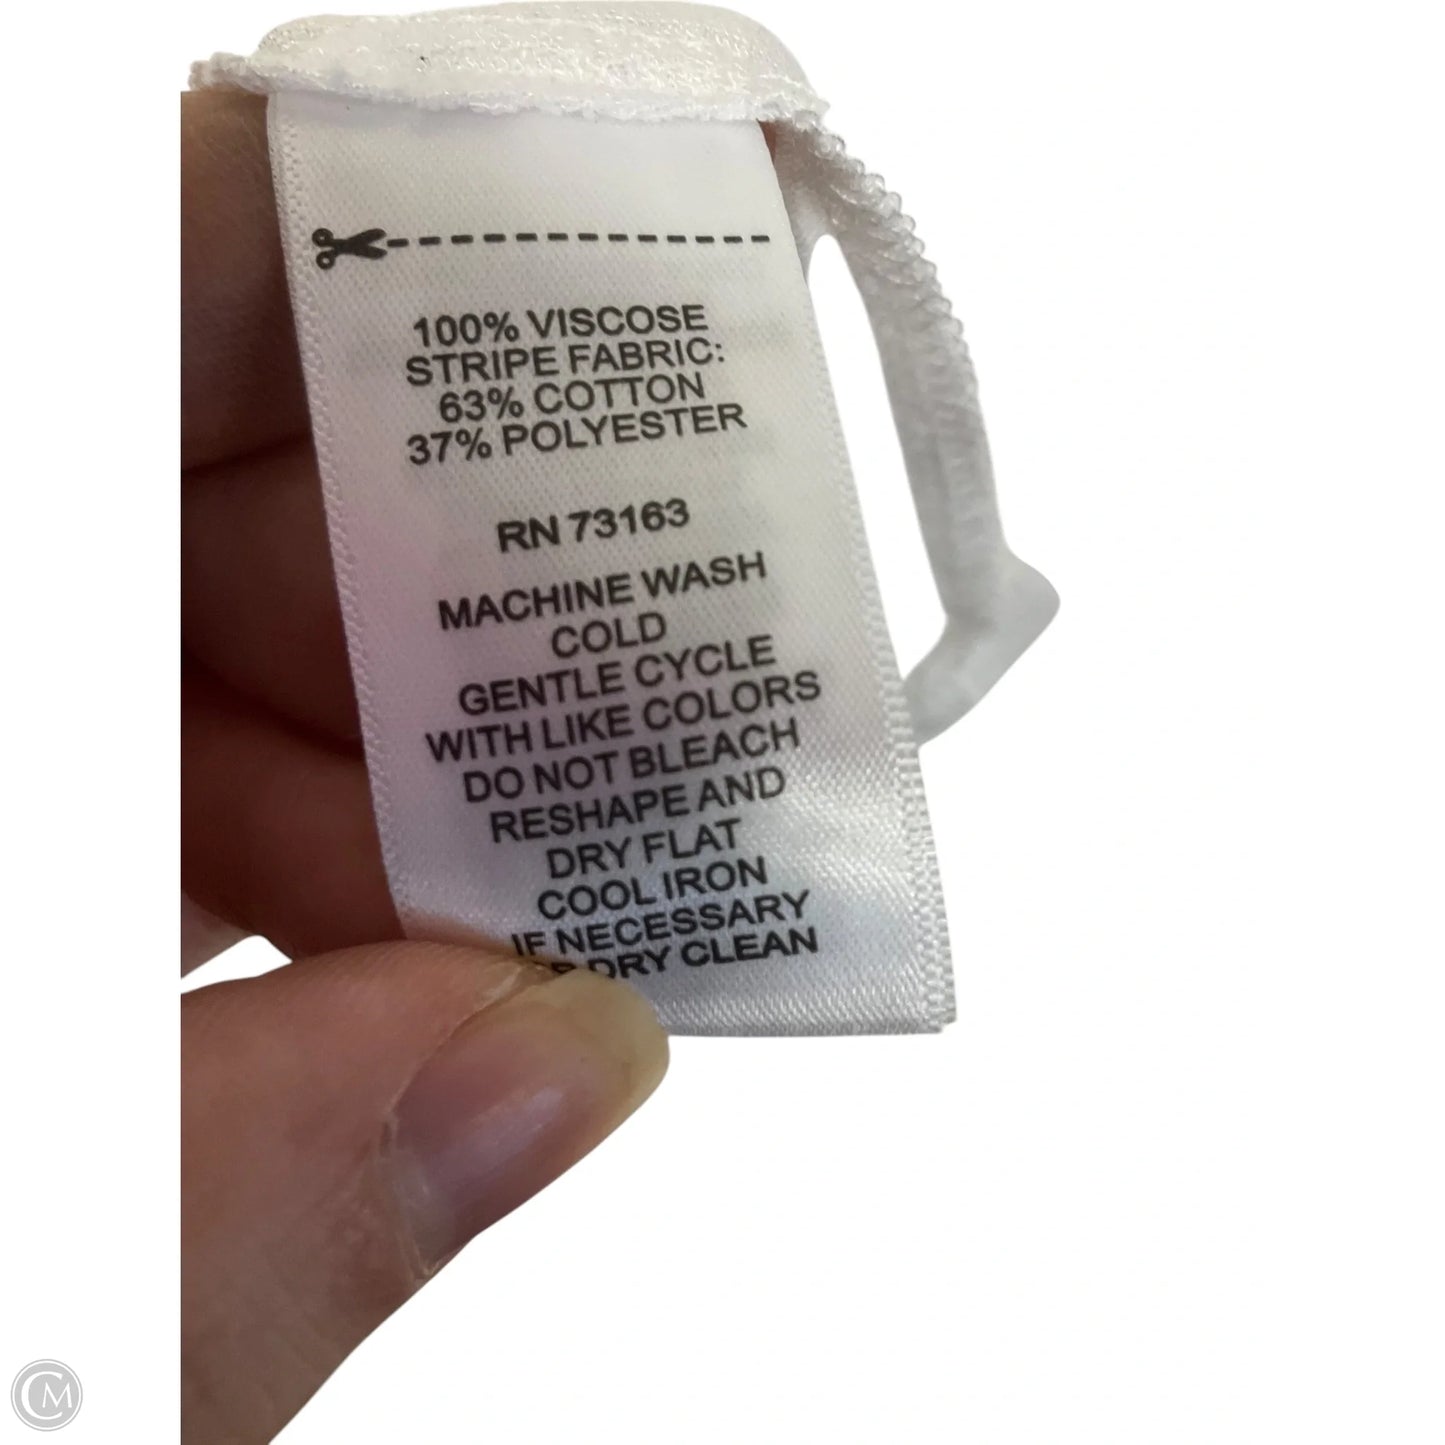 100% VISCOSE
STRIPE FABRIC:
63% COTTON
37% POLYESTER
RN 73163
MACHINE WASH
COLD
GENTLE CYCLE
WITH LIKE COLORS
DO NOT BLEACH
RESHAPE AND
DRY FLAT
COOL IRON
IF NECESSARY
DRY CLEAN
CM